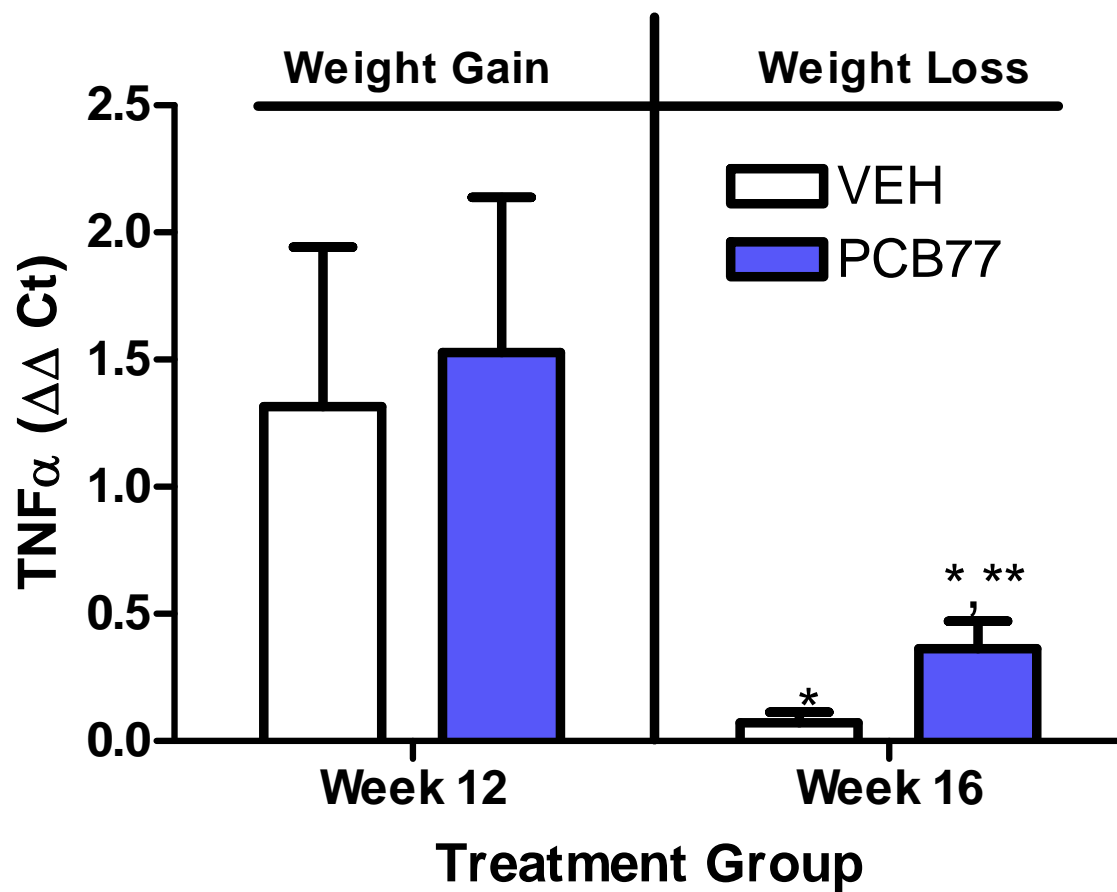 Weight Gain
Weight Loss
2.5
2.0
1.5
1.0
0.5
0.0
TNFα (ΔΔ Ct)
VEH
PCB77
*
*,**
Week 12
Week 16
Treatment Group